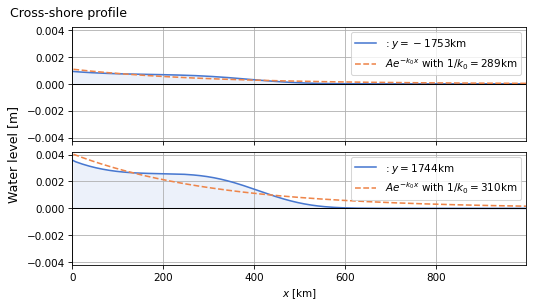 Cross-shore profile
0.004
0.002
0.000
−0.002
−0.004
: y = −1753km
Ae^{−k₀x} with 1/k₀ = 289km
Water level [m]
0.004
0.002
0.000
−0.002
−0.004
: y = 1744km
Ae^{−k₀x} with 1/k₀ = 310km
0 200 400 600 800
x [km]